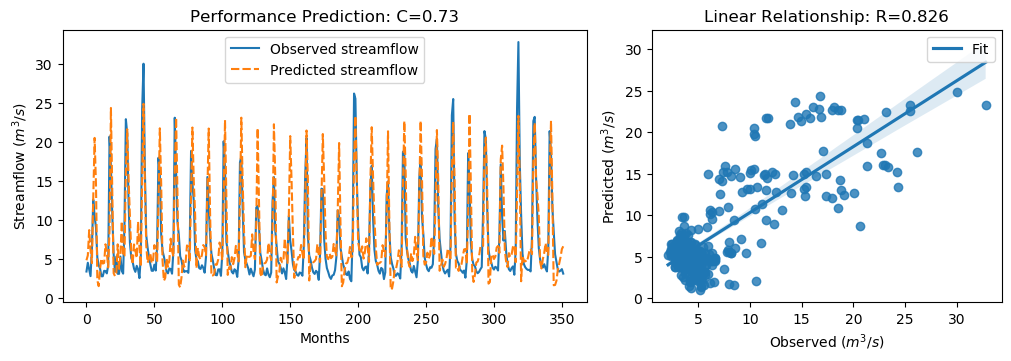 Performance Prediction: C=0.73
Observed streamflow
Predicted streamflow
Streamflow (m³/s)
30
25
20
15
10
5
0
0 50 100 150 200 250 300 350
Months
Linear Relationship: R=0.826
Fit
Predicted (m³/s)
30
25
20
15
10
5
0
5 10 15 20 25 30
Observed (m³/s)